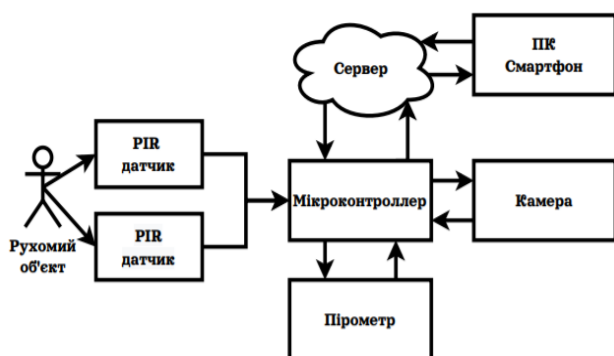 ПК
Смартфон
Сервер
PIR
датчик
Мікроконтроллер
Камера
PIR
датчик
Рухомий
об'єкт
Пірометр